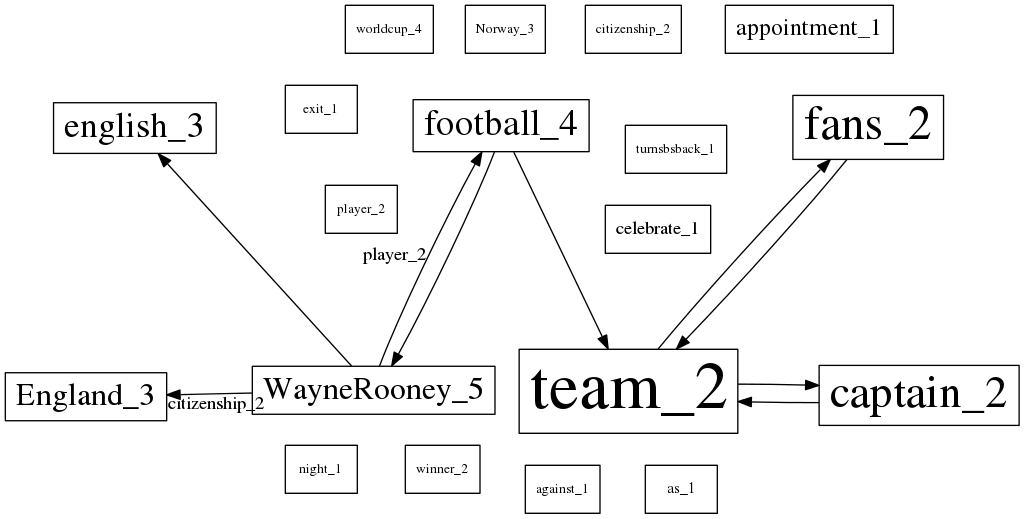 worldcup_4
Norway_3
citizenship_2
appointment_1
english_3
exit_1
football_4
fans_2
turnsbsback_1
player_2
celebrate_1
player_2
England_3
citizenship_2
WayneRooney_5
team_2
captain_2
night_1
winner_2
against_1
as_1